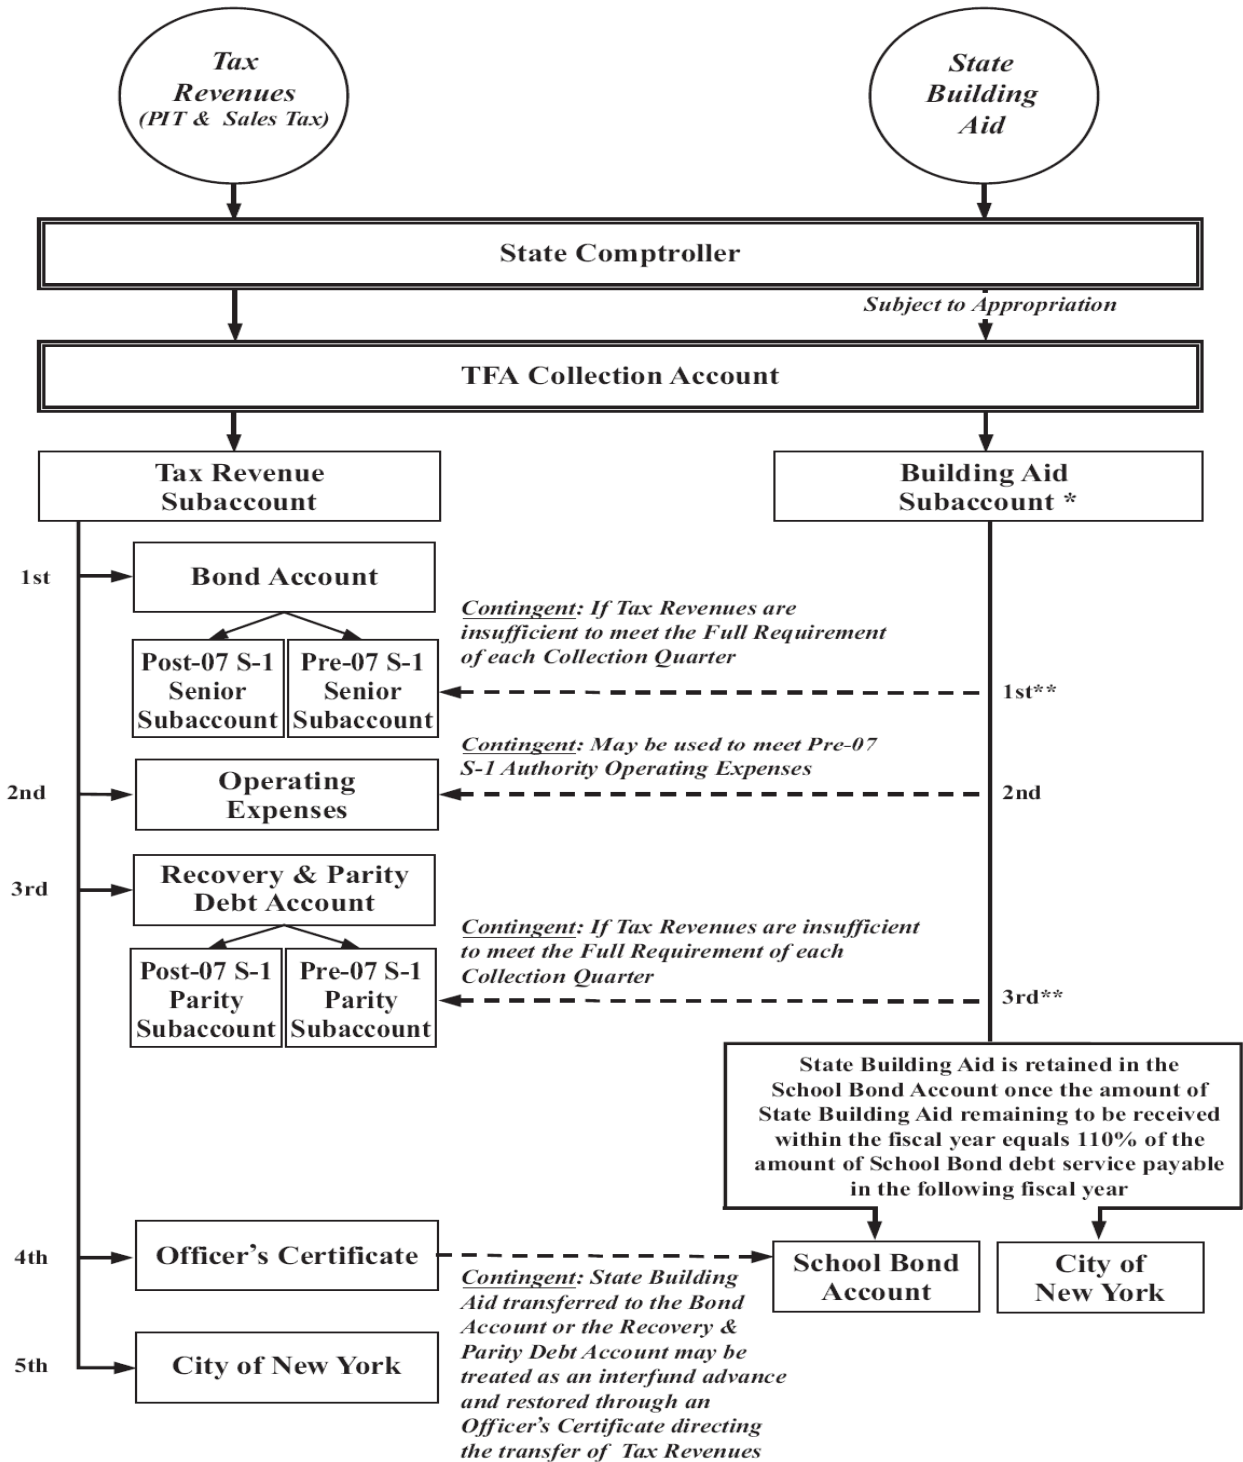 Tax
Revenues
(PIT & Sales Tax)
State
Building
Aid
State Comptroller
Subject to Appropriation
TFA Collection Account
Tax Revenue
Subaccount
Building Aid
Subaccount *
1st
Bond Account
Contingent: If Tax Revenues are
insufficient to meet the Full Requirement
of each Collection Quarter
Post-07 S-1
Senior
Subaccount
Pre-07 S-1
Senior
Subaccount
1st**
Contingent: May be used to meet Pre-07
S-1 Authority Operating Expenses
2nd
Operating
Expenses
2nd
3rd
Recovery & Parity
Debt Account
Contingent: If Tax Revenues are insufficient
to meet the Full Requirement of each
Collection Quarter
Post-07 S-1
Parity
Subaccount
Pre-07 S-1
Parity
Subaccount
3rd**
State Building Aid is retained in the
School Bond Account once the amount of
State Building Aid remaining to be received
within the fiscal year equals 110% of the
amount of School Bond debt service payable
in the following fiscal year
4th
Officer's Certificate
School Bond
Account
City of
New York
Contingent: State Building
Aid transferred to the Bond
Account or the Recovery &
Parity Debt Account may be
treated as an interfund advance
and restored through an
Officer's Certificate directing
the transfer of Tax Revenues
5th
City of New York